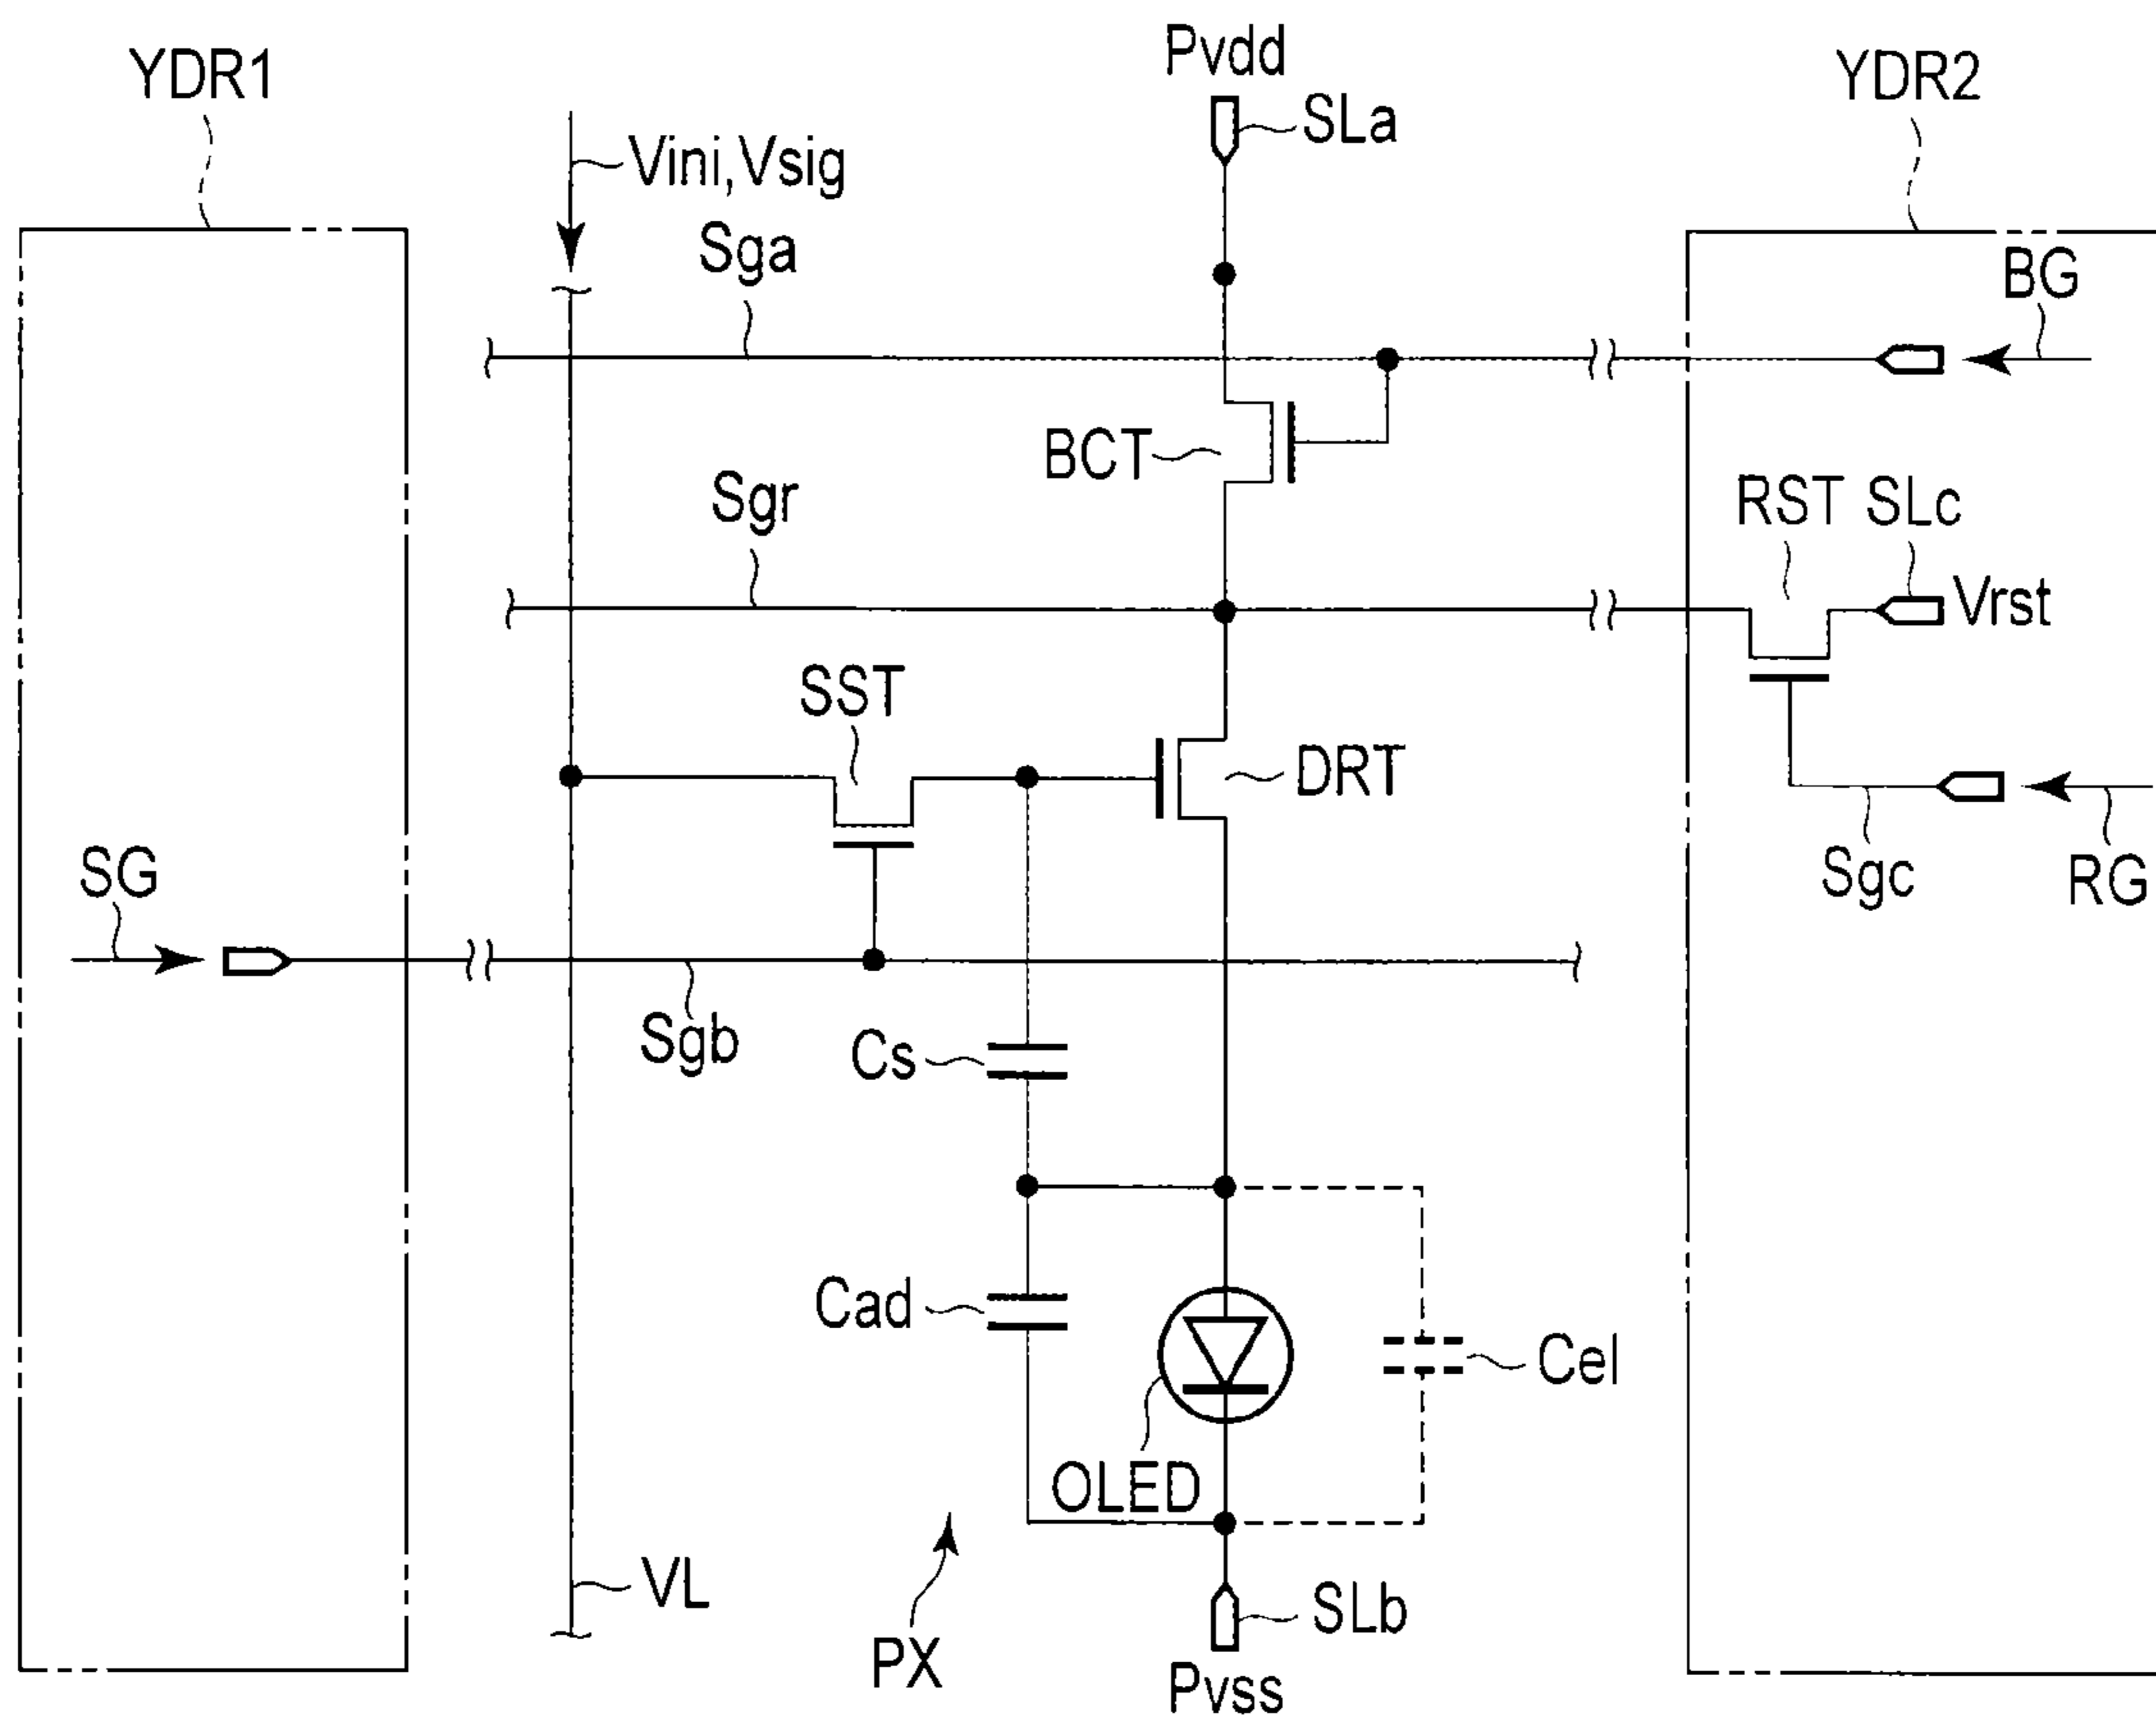 Pvdd
YDR1
YDR2
SLa
Vini,Vsig
Sga
BG
BCT
Sgr
RST SLc
Vrst
SST
DRT
SG
Sgc
RG
Sgb
Cs
Cad
Cel
OLED
VL
SLb
PX
Pvss